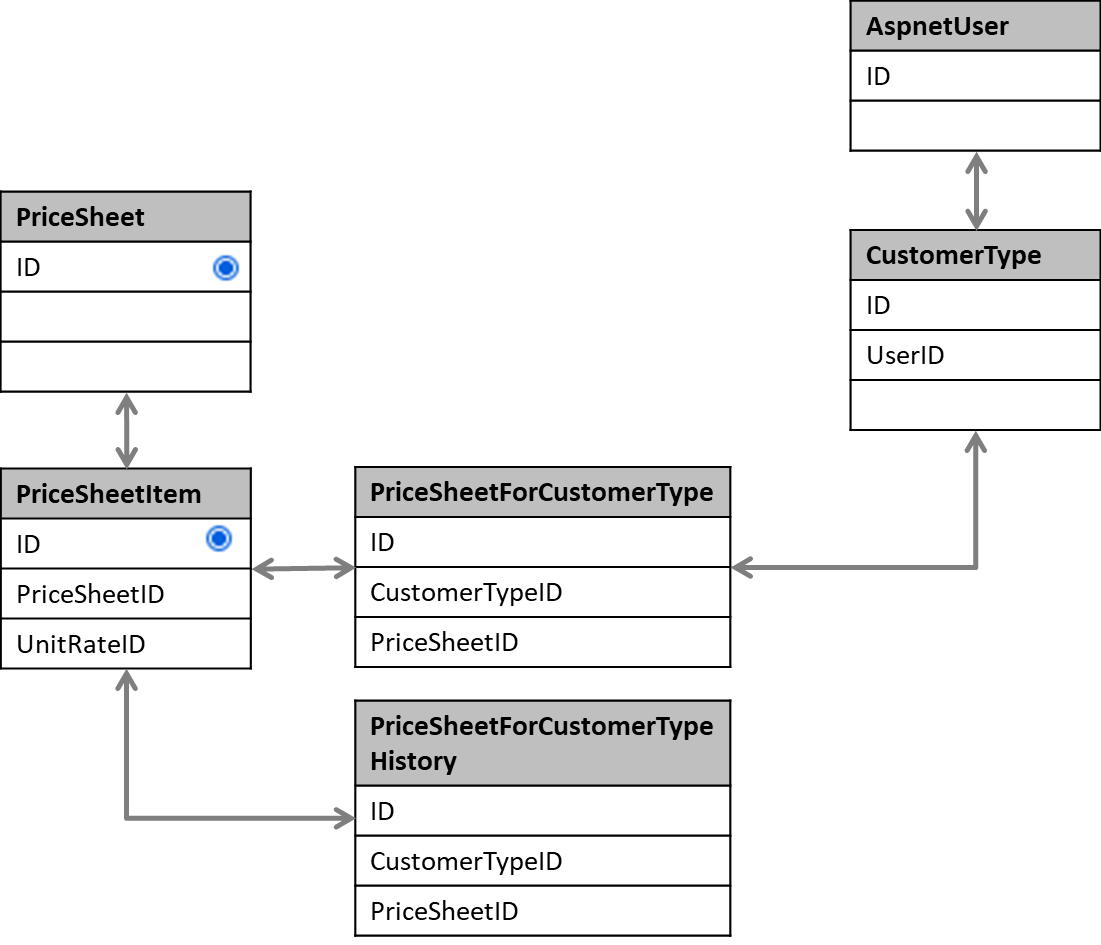 AspnetUser
ID
PriceSheet
ID
CustomerType
ID
UserID
PriceSheetItem
ID
PriceSheetID
UnitRateID
PriceSheetForCustomerType
ID
CustomerTypeID
PriceSheetID
PriceSheetForCustomerType
History
ID
CustomerTypeID
PriceSheetID